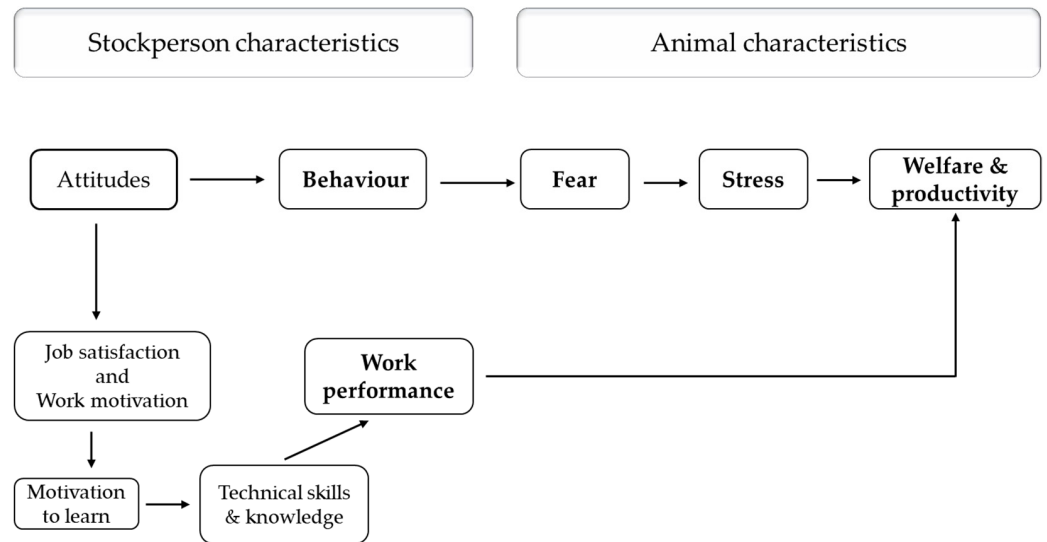 Stockperson characteristics
Animal characteristics
Attitudes
Behaviour
Fear
Stress
Welfare &
productivity
Job satisfaction
and
Work motivation
Work
performance
Motivation
to learn
Technical skills
& knowledge